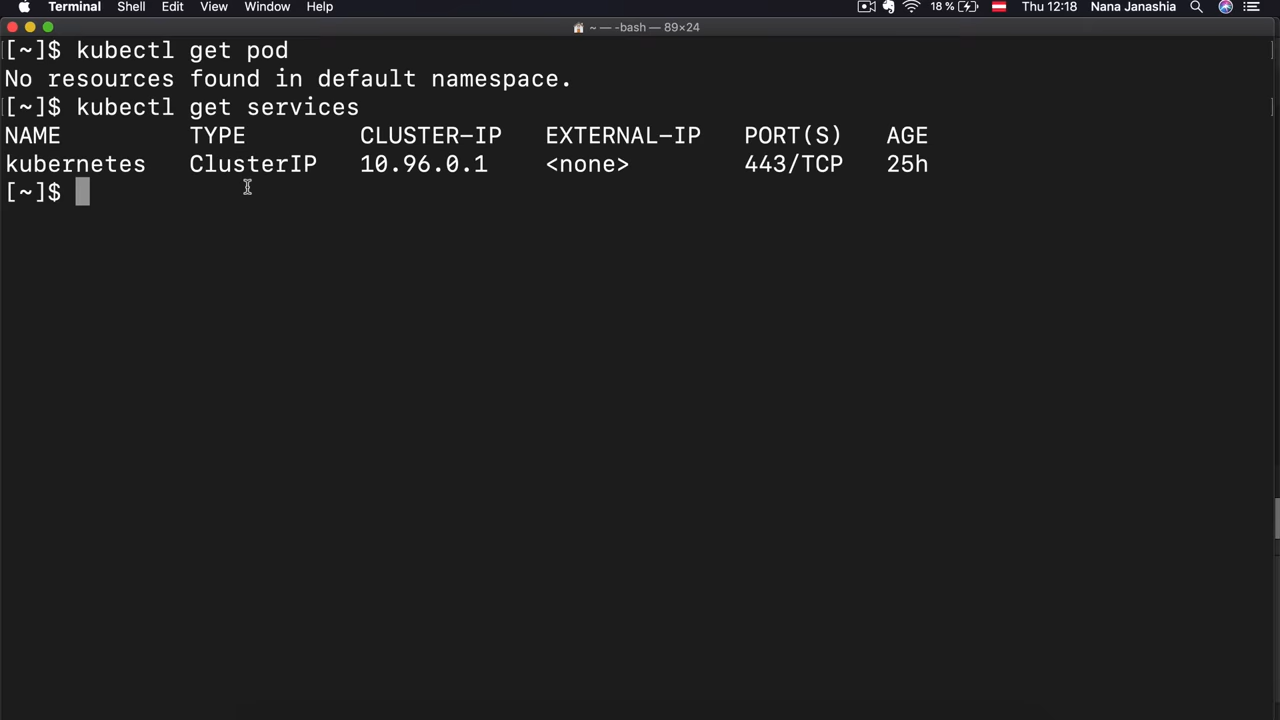 Terminal Shell Edit View Window Help 18 % Thu 12:18 Nana Janashia
~ — -bash — 89×24
[~]$ kubectl get pod
No resources found in default namespace.
[~]$ kubectl get services
NAME TYPE CLUSTER-IP EXTERNAL-IP PORT(S) AGE
kubernetes ClusterIP 10.96.0.1 <none> 443/TCP 25h
[~]$